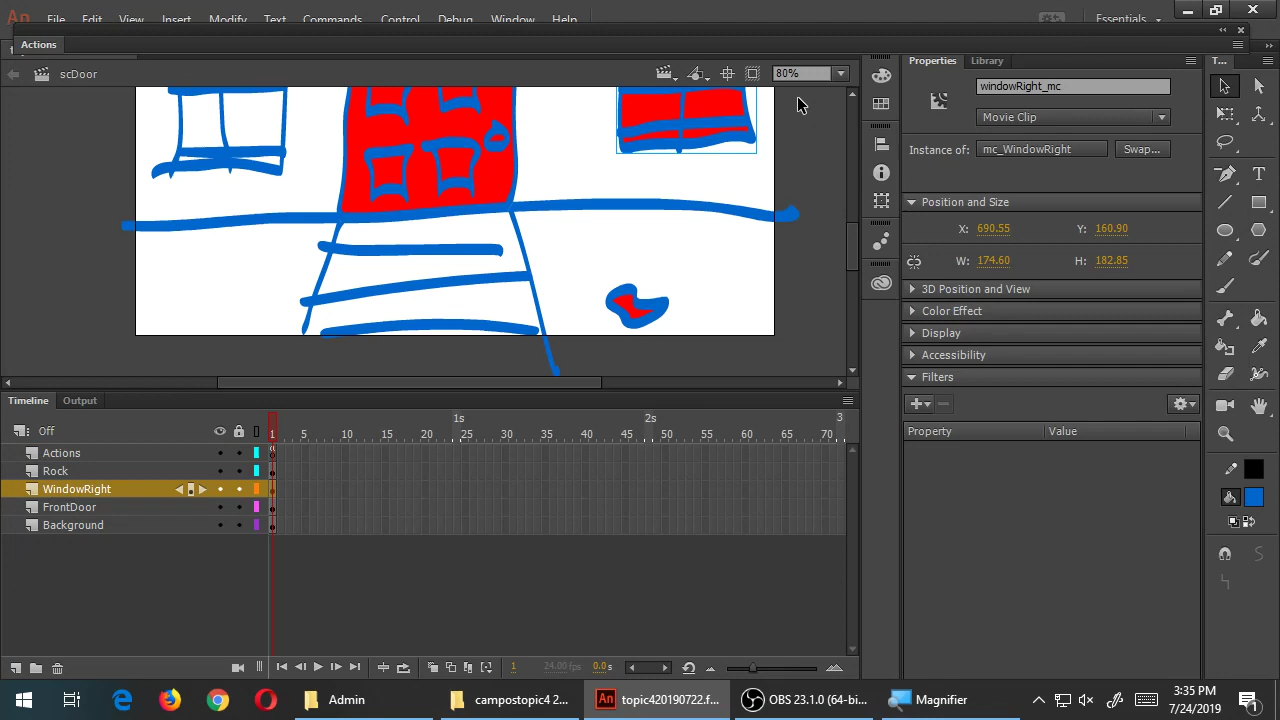 An File Edit View Insert Modify Text Commands Control Debug Window Help Essentials
Actions
scDoor 80%
Properties Library T...
windowRight_mc
Movie Clip
Instance of: mc_WindowRight Swap...
Position and Size
X: 690.55 Y: 160.90
W: 174.60 H: 182.85
3D Position and View
Color Effect
Display
Accessibility
Filters
Property Value
Timeline Output
1s 2s 3
Off 1 5 10 15 20 25 30 35 40 45 50 55 60 65 70
Actions
Rock
WindowRight
FrontDoor
Background
1 24.00 fps 0.0 s
Admin campostopic4 2... An topic420190722.f... OBS 23.1.0 (64-bi... Magnifier
3:35 PM
7/24/2019